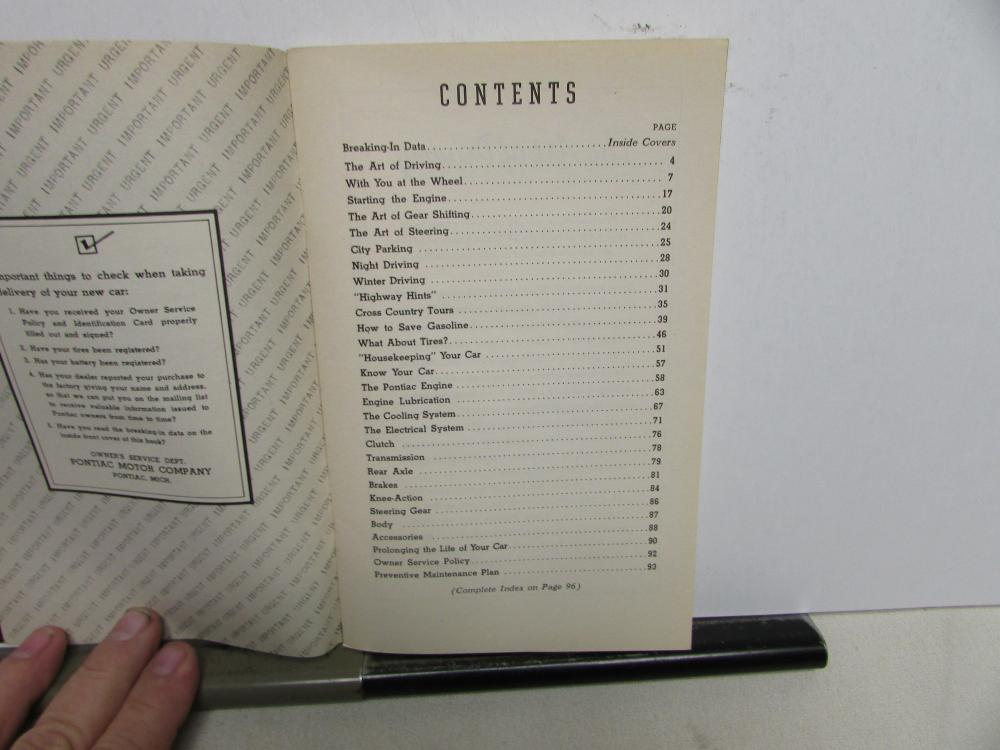 IMPORTANT URGENT IMPORTANT URGENT IMPORTANT URGENT
mportant things to check when taking
elivery of your new car:
1. Have you received your Owner Service
Policy and Identification Card properly
filled out and signed?
2. Have your tires been registered?
3. Has your battery been registered?
4. Has your dealer reported your purchase to
the factory giving your name and address,
so that we can put you on the mailing list
to receive valuable information issued to
Pontiac owners from time to time?
5. Have you read the breaking-in data on the
inside front cover of this book?
OWNER'S SERVICE DEPT.
PONTIAC MOTOR COMPANY
PONTIAC, MICH.
CONTENTS
PAGE
Breaking-In Data......Inside Covers
The Art of Driving......4
With You at the Wheel......7
Starting the Engine......17
The Art of Gear Shifting......20
The Art of Steering......24
City Parking......25
Night Driving......28
Winter Driving......30
"Highway Hints"......31
Cross Country Tours......35
How to Save Gasoline......39
What About Tires?......46
"Housekeeping" Your Car......51
Know Your Car......57
The Pontiac Engine......58
Engine Lubrication......63
The Cooling System......67
The Electrical System......71
Clutch......76
Transmission......78
Rear Axle......79
Brakes......81
Knee-Action......84
Steering Gear......86
Body......87
Accessories......88
Prolonging the Life of Your Car......90
Owner Service Policy......92
Preventive Maintenance Plan......93
(Complete Index on Page 96)